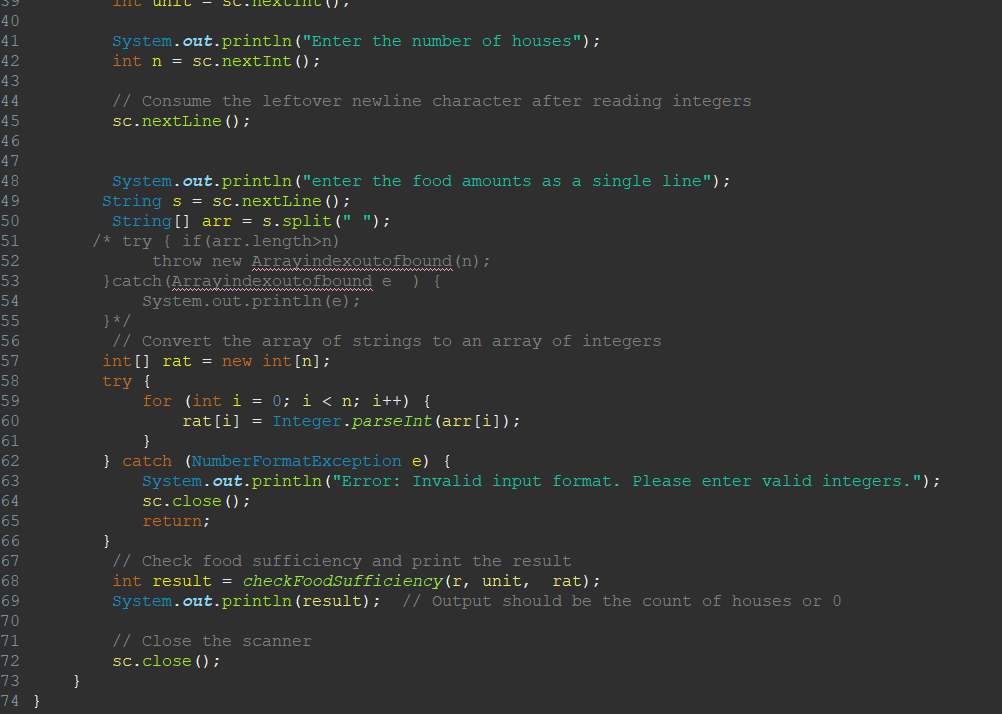 39 int unit = sc.nextInt();
40
41 System.out.println("Enter the number of houses");
42 int n = sc.nextInt();
43
44 // Consume the leftover newline character after reading integers
45 sc.nextLine();
46
47
48 System.out.println("enter the food amounts as a single line");
49 String s = sc.nextLine();
50 String[] arr = s.split(" ");
51 /* try { if(arr.length>n)
52 throw new Arrayindexoutofbound(n);
53 }catch(Arrayindexoutofbound e  ) {
54 System.out.println(e);
55 }*/
56 // Convert the array of strings to an array of integers
57 int[] rat = new int[n];
58 try {
59 for (int i = 0; i < n; i++) {
60 rat[i] = Integer.parseInt(arr[i]);
61 }
62 } catch (NumberFormatException e) {
63 System.out.println("Error: Invalid input format. Please enter valid integers.");
64 sc.close();
65 return;
66 }
67 // Check food sufficiency and print the result
68 int result = checkFoodSufficiency(r, unit,  rat);
69 System.out.println(result);  // Output should be the count of houses or 0
70
71 // Close the scanner
72 sc.close();
73 }
74 }